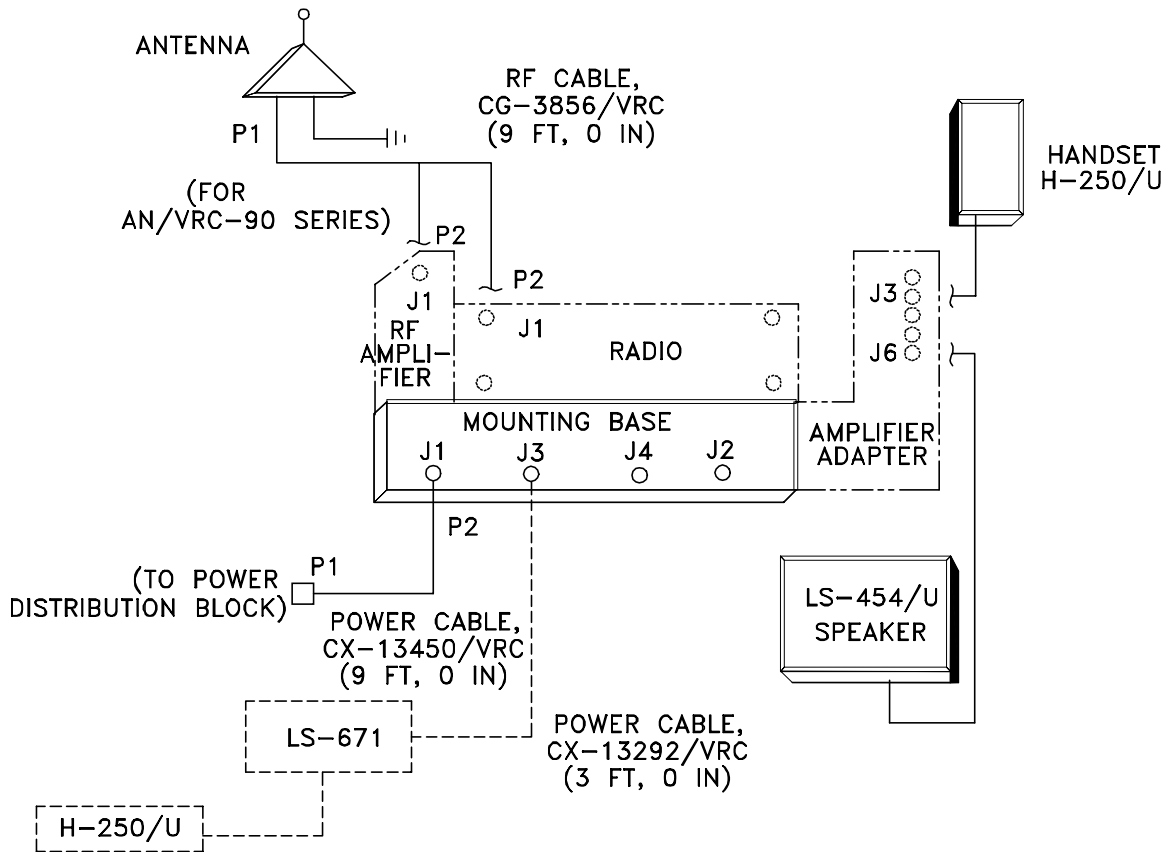 ANTENNA
RF CABLE,
CG-3856/VRC
(9 FT, 0 IN)
P1
HANDSET
H-250/U
(FOR
AN/VRC-90 SERIES)
P2
P2
J1
J1
J3
RF
AMPLI-
FIER
RADIO
J6
MOUNTING BASE
J1
J3
J4
J2
AMPLIFIER
ADAPTER
P2
P1
(TO POWER
DISTRIBUTION BLOCK)
POWER CABLE,
CX-13450/VRC
(9 FT, 0 IN)
LS-454/U
SPEAKER
LS-671
POWER CABLE,
CX-13292/VRC
(3 FT, 0 IN)
H-250/U